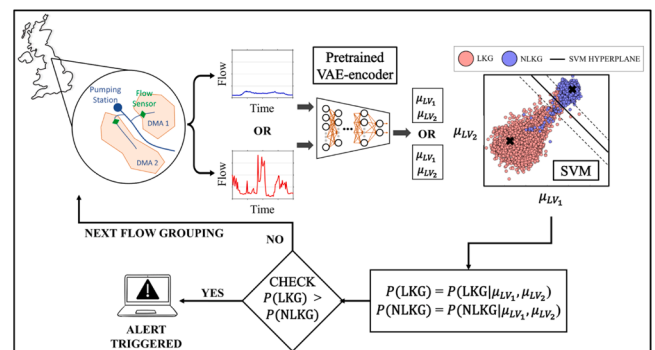 Pumping
Station
Flow
Sensor
DMA 1
DMA 2
Flow
Time
OR
Flow
Time
Pretrained
VAE-encoder
μLV1
μLV2
OR
μLV1
μLV2
LKG
NLKG
SVM HYPERPLANE
μLV2
SVM
μLV1
NEXT FLOW GROUPING
NO
CHECK
P(LKG) >
P(NLKG)
YES
ALERT
TRIGGERED
P(LKG) = P(LKG|μLV1, μLV2)
P(NLKG) = P(NLKG|μLV1, μLV2)